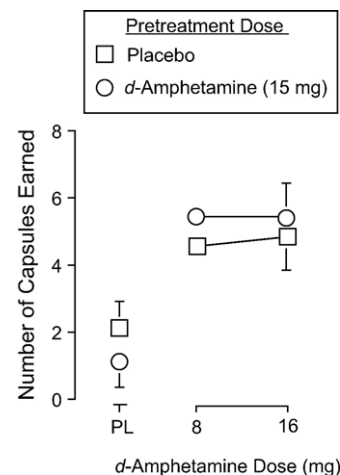 Pretreatment Dose
Placebo
d-Amphetamine (15 mg)
Number of Capsules Earned
8
6
4
2
0
PL
8
16
d-Amphetamine Dose (mg)